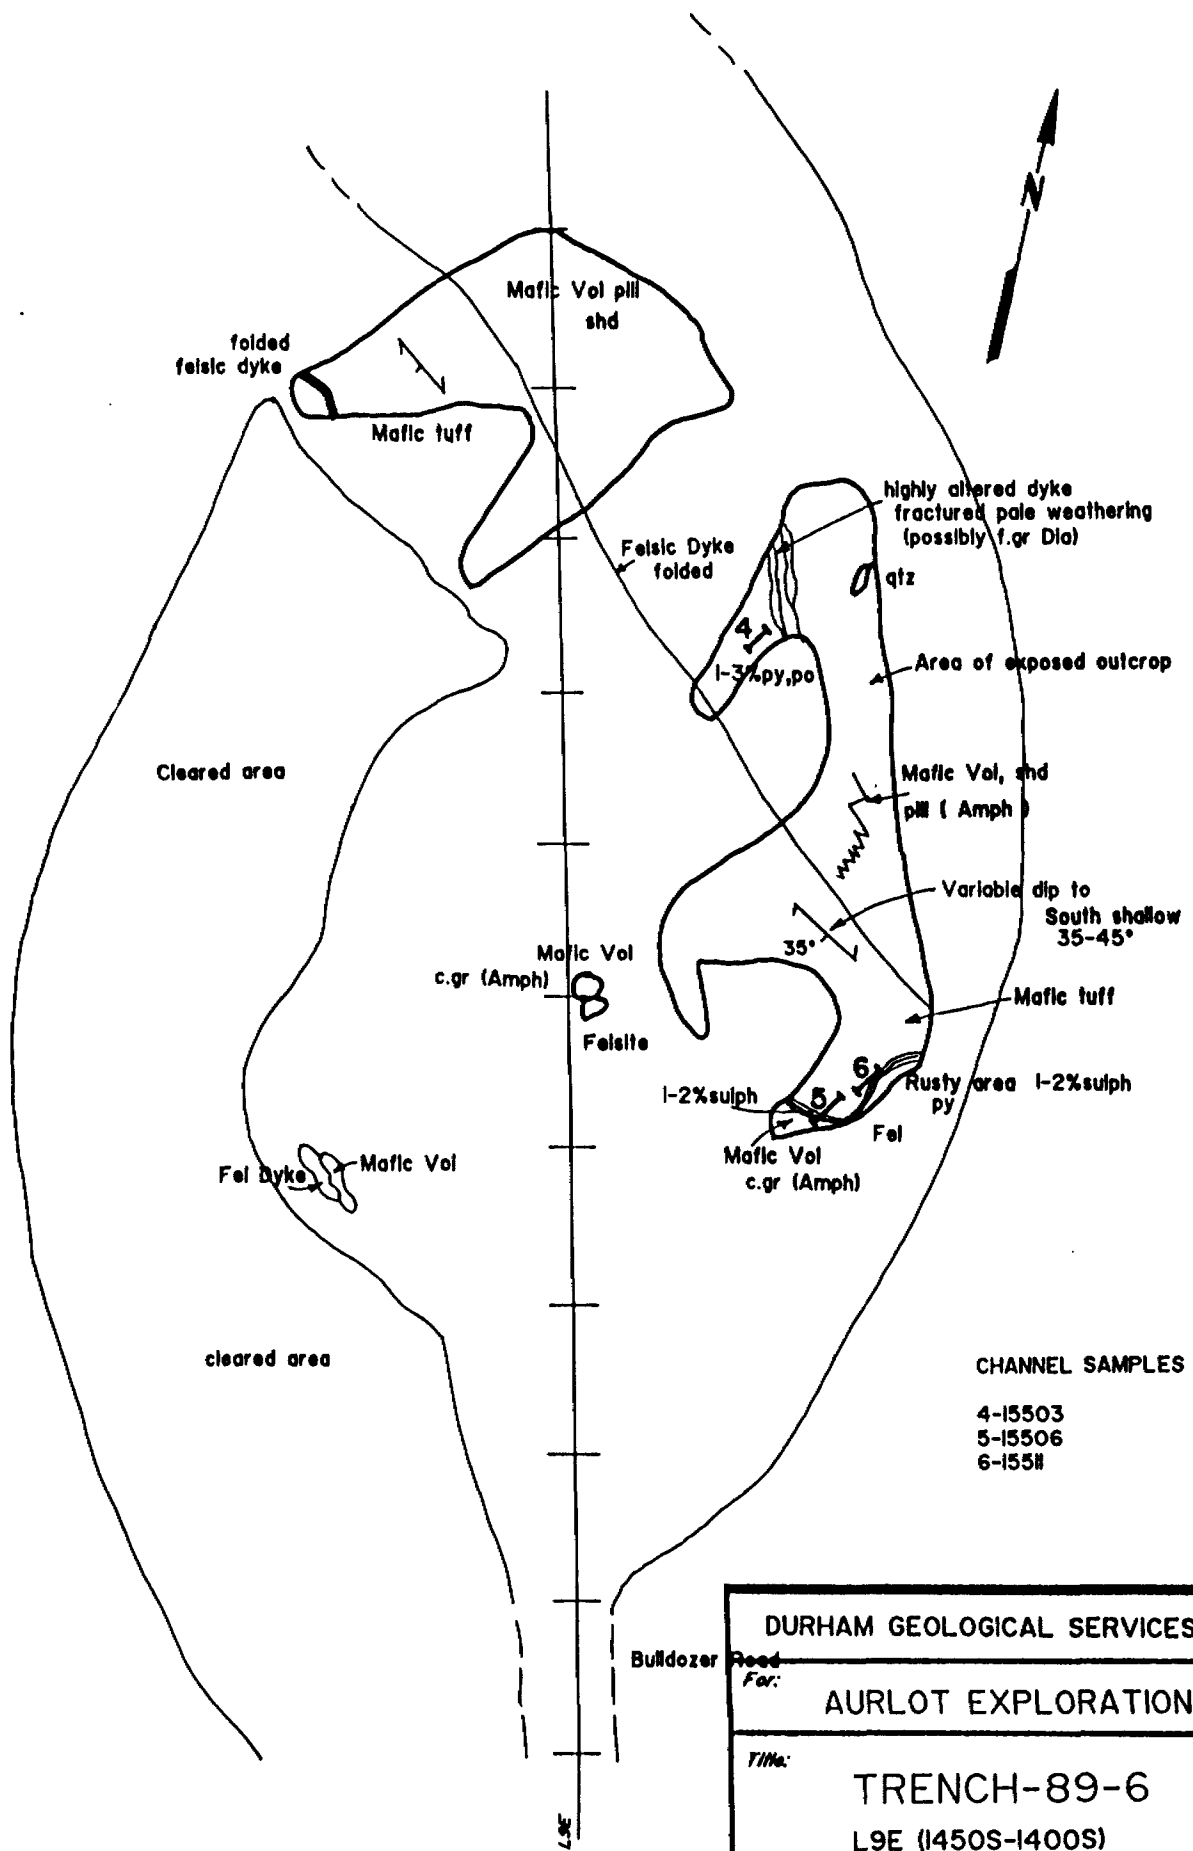 N
Mafic Vol pill
shd
folded
felsic dyke
Mafic tuff
highly altered dyke
fractured pale weathering
(possibly f.gr Dia)
Felsic Dyke
folded
qtz
4
1-3% py,po
Area of exposed outcrop
Cleared area
Mafic Vol, shd
pill ( Amph )
Variable dip to
South shallow
35-45°
35°
Mafic Vol
c.gr (Amph)
Felsite
Mafic tuff
6
1-2%sulph
5
Rusty area 1-2%sulph
py
Fel
Mafic Vol
c.gr (Amph)
Fel Dyke
Mafic Vol
cleared area
CHANNEL SAMPLES
4-15503
5-15506
6-15511
Bulldozer Road
DURHAM GEOLOGICAL SERVICES
For:
AURLOT EXPLORATION
Title:
TRENCH-89-6
L9E (1450S-1400S)
L9E